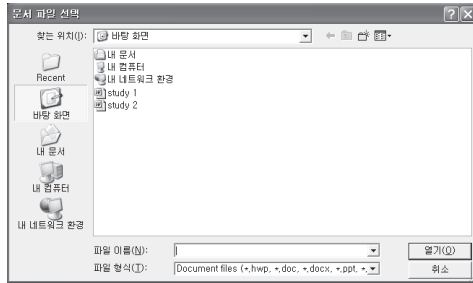 문서 파일 선택
찾는 위치(I): 바탕 화면
내 문서
내 컴퓨터
내 네트워크 환경
study 1
study 2
Recent
바탕 화면
내 문서
내 컴퓨터
내 네트워크 환경
파일 이름(N):
열기(O)
파일 형식(T): Document files (*.hwp, *.doc, *.docx, *.ppt, *.
취소